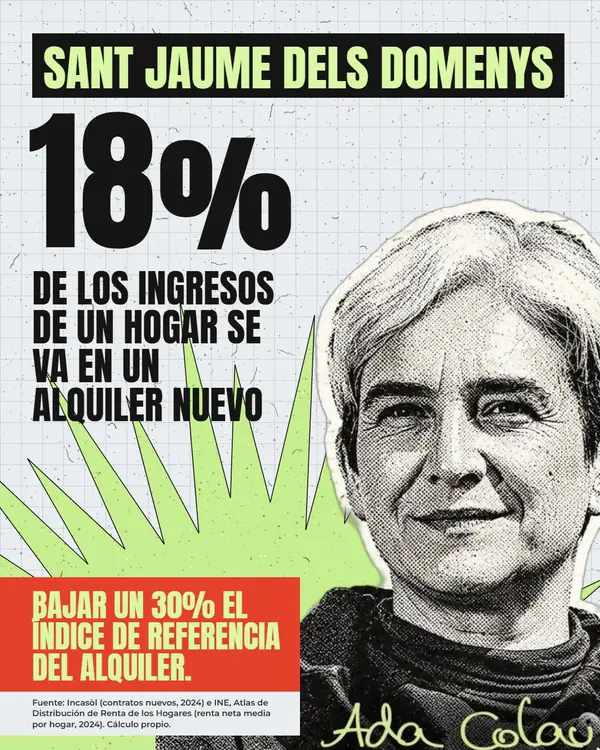 SANT JAUME DELS DOMENYS
18%
DE LOS INGRESOS
DE UN HOGAR SE
VA EN UN
ALQUILER NUEVO
BAJAR UN 30% EL
ÍNDICE DE REFERENCIA
DEL ALQUILER.
Fuente: Incasòl (contratos nuevos, 2024) e INE, Atlas de
Distribución de Renta de los Hogares (renta neta media
por hogar, 2024). Cálculo propio.
Ada Colau